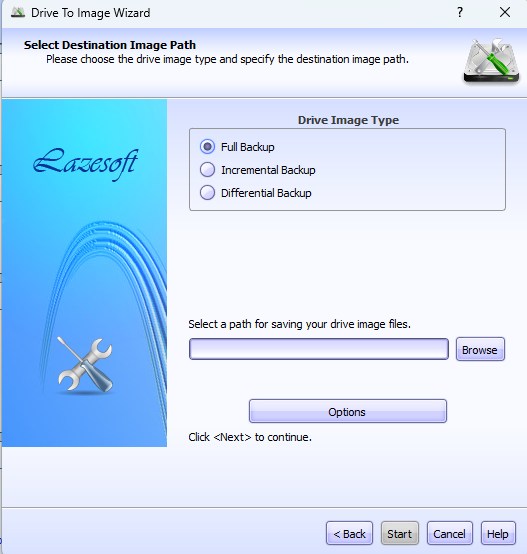 Drive To Image Wizard
?
Select Destination Image Path
Please choose the drive image type and specify the destination image path.
Lazesoft
Drive Image Type
Full Backup
Incremental Backup
Differential Backup
Select a path for saving your drive image files.
Browse
Options
Click <Next> to continue.
< Back
Start
Cancel
Help